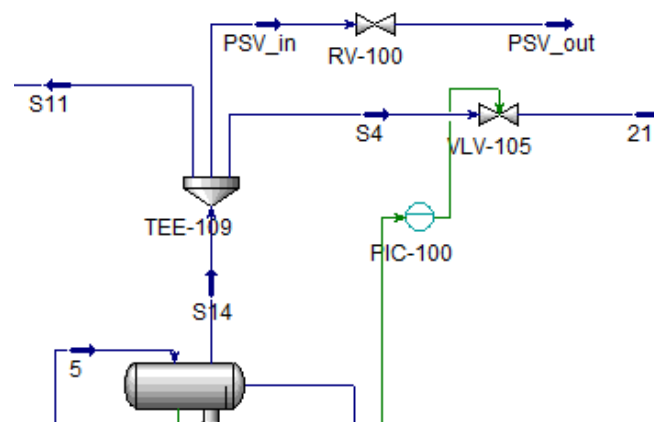 PSV_in
RV-100
PSV_out
S11
S4
VLV-105
21
TEE-109
PIC-100
S14
5